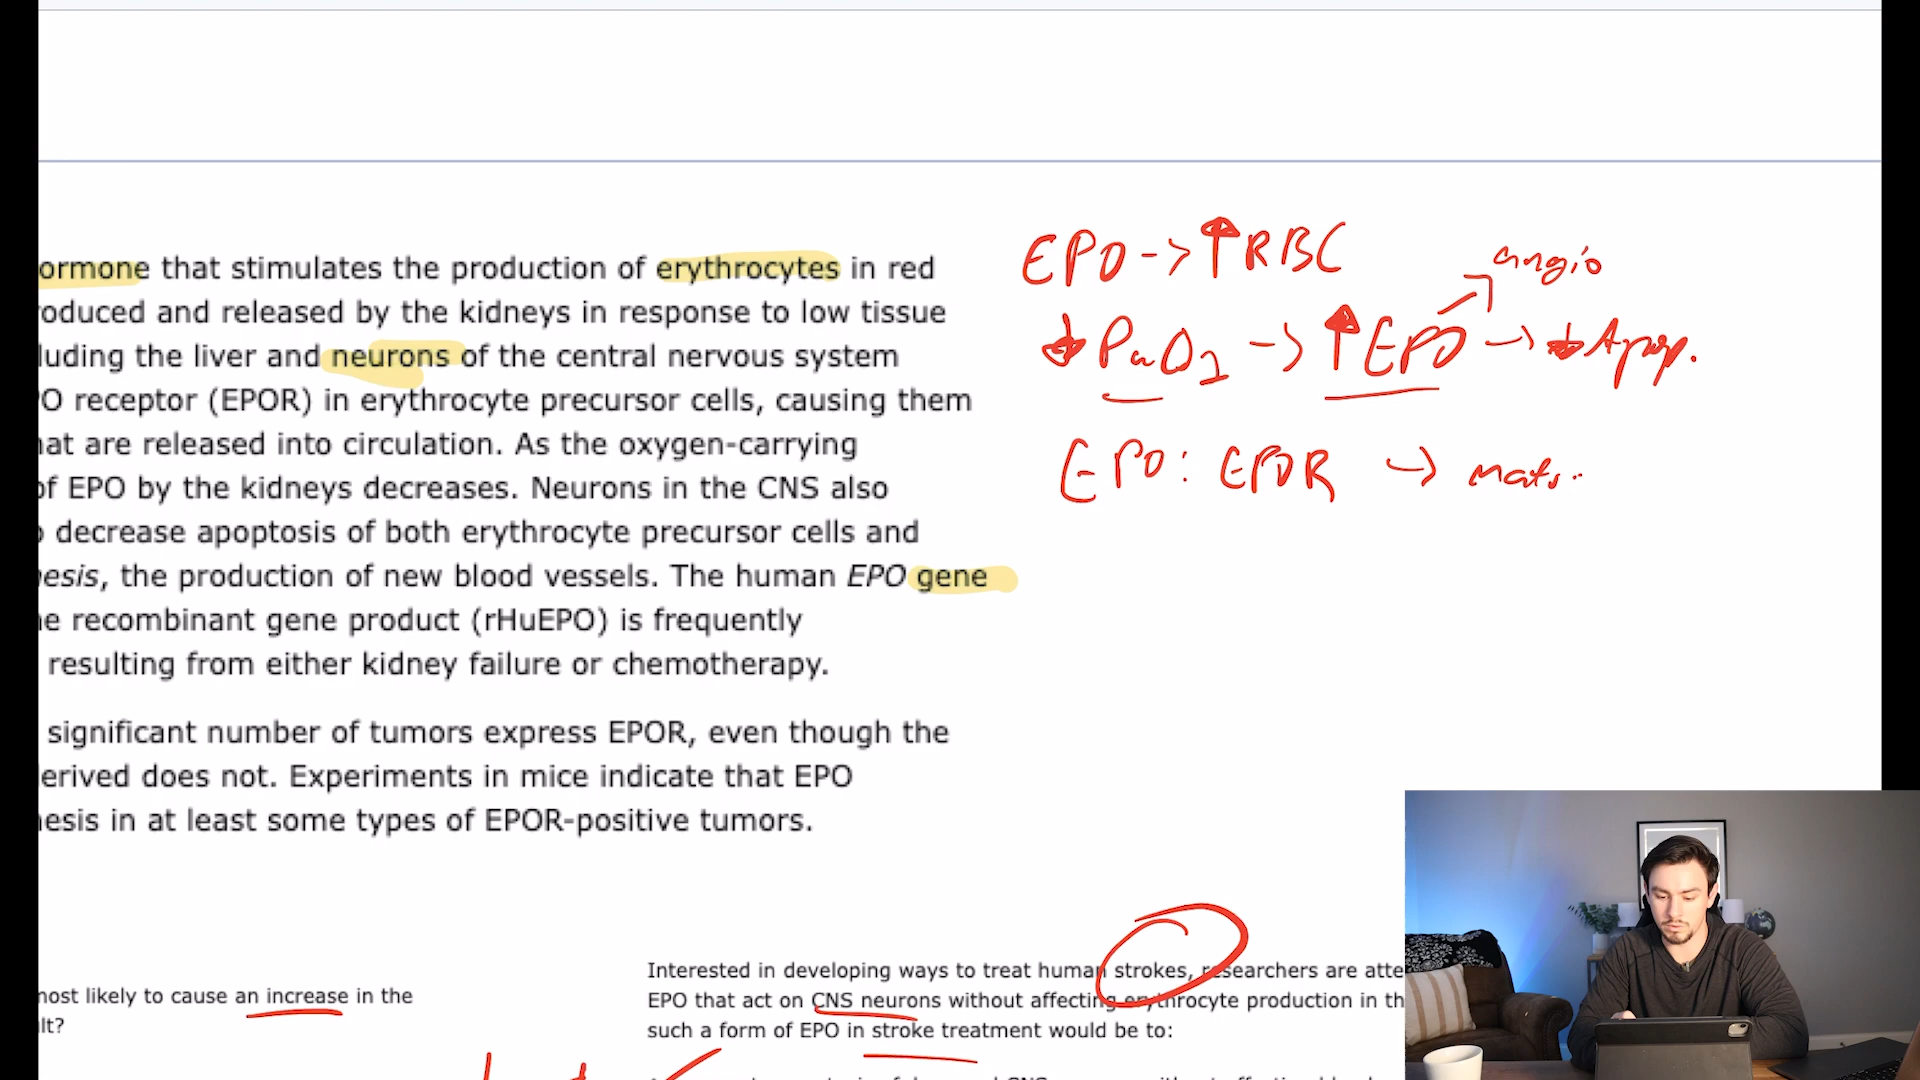 ormone that stimulates the production of erythrocytes in red
oduced and released by the kidneys in response to low tissue
luding the liver and neurons of the central nervous system
O receptor (EPOR) in erythrocyte precursor cells, causing them
hat are released into circulation. As the oxygen-carrying
of EPO by the kidneys decreases. Neurons in the CNS also
decrease apoptosis of both erythrocyte precursor cells and
esis, the production of new blood vessels. The human EPO gene
e recombinant gene product (rHuEPO) is frequently
resulting from either kidney failure or chemotherapy.
significant number of tumors express EPOR, even though the
erived does not. Experiments in mice indicate that EPO
esis in at least some types of EPOR-positive tumors.
EPO -> ↑ RBC
angio
↓ PaO2 -> ↑ EPO -> ↓ Apop.
EPO: EPOR -> mat
most likely to cause an increase in the
lt?
Interested in developing ways to treat human strokes, researchers are atte
EPO that act on CNS neurons without affecting erythrocyte production in th
such a form of EPO in stroke treatment would be to: